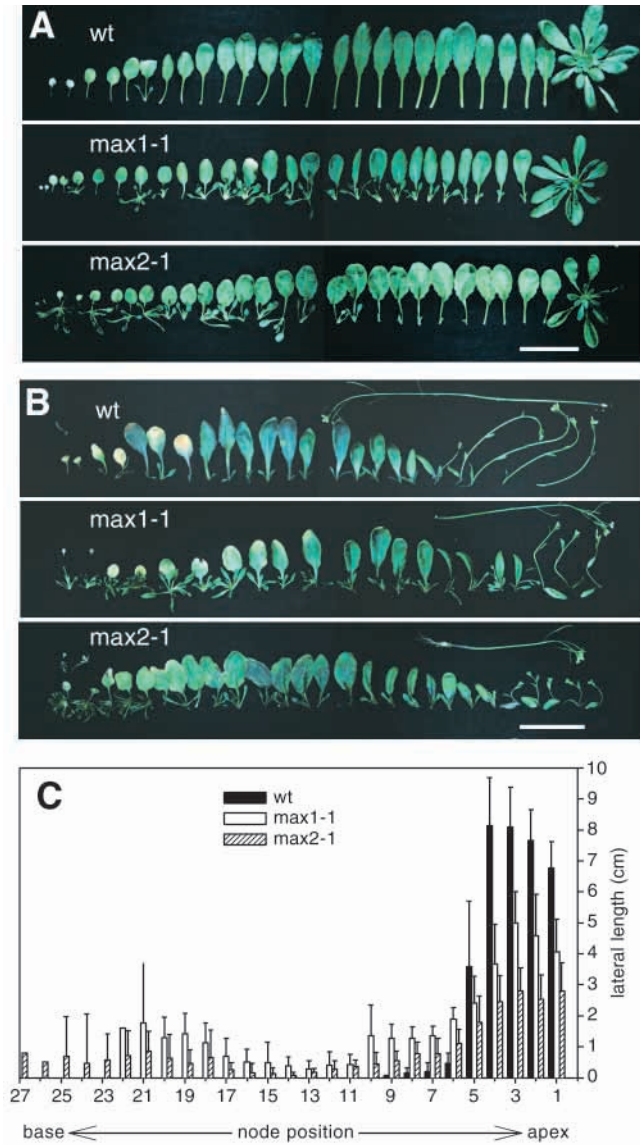 A
wt
max1-1
max2-1
B
wt
max1-1
max2-1
C
wt
max1-1
max2-1
10
9
8
7
6
5
4
3
2
1
0
lateral length (cm)
27 25 23 21 19 17 15 13 11 9 7 5 3 1
base node position apex